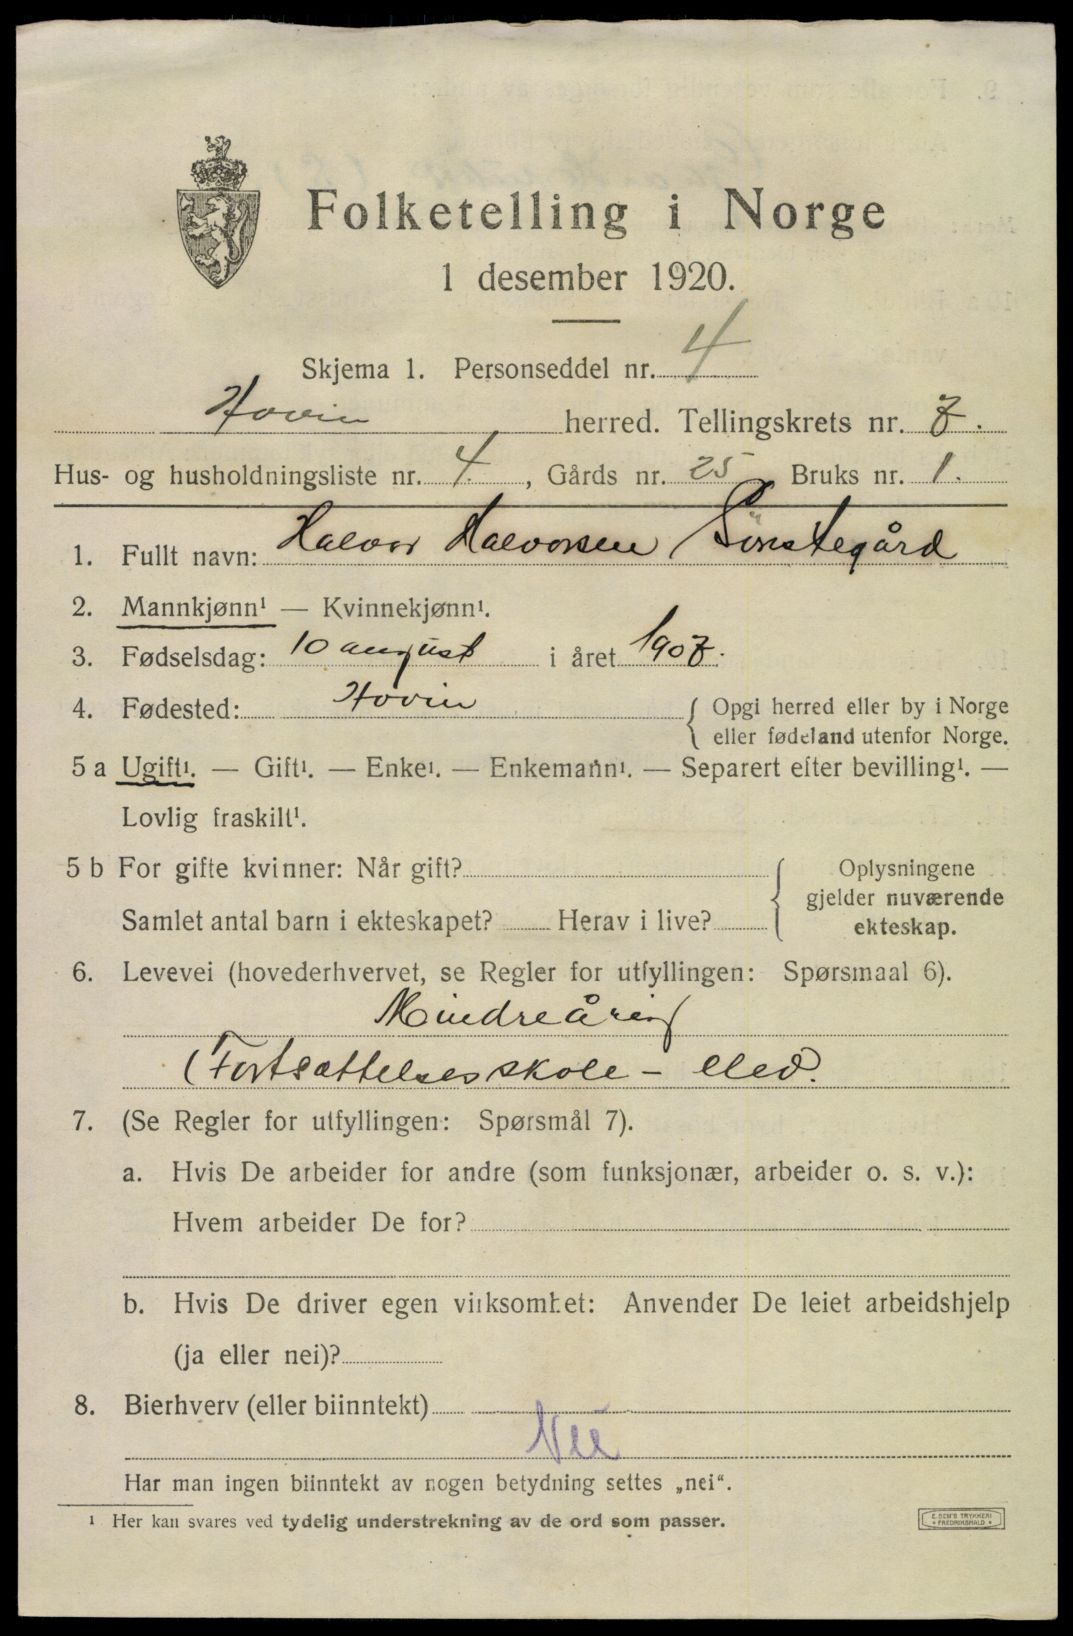 Folketelling i Norge
1 desember 1920.
Skjema 1. Personseddel nr. 4
Hovin herred. Tellingskrets nr. 7.
Hus- og husholdningsliste nr. 4, Gårds nr. 25 Bruks nr. 1.
1. Fullt navn: Halvor Halvorsen Sönstegård
2. Mannkjønn¹ — Kvinnekjønn¹.
3. Fødselsdag: 10 august i året 1907.
4. Fødested: Hovin { Opgi herred eller by i Norge
eller fødeland utenfor Norge.
5 a Ugift¹. — Gift¹. — Enke¹. — Enkemann¹. — Separert efter bevilling¹. —
Lovlig fraskilt¹.
5 b For gifte kvinner: Når gift? { Oplysningene
gjelder nuværende
Samlet antal barn i ekteskapet? Herav i live? ekteskap.
6. Levevei (hovederhvervet, se Regler for utfyllingen: Spørsmaal 6).
Mindreårig
(Fortsættelsesskole - elev.
7. (Se Regler for utfyllingen: Spørsmål 7).
a. Hvis De arbeider for andre (som funksjonær, arbeider o. s. v.):
Hvem arbeider De for?
b. Hvis De driver egen virksomhet: Anvender De leiet arbeidshjelp
(ja eller nei)?
8. Bierhverv (eller biinntekt)
Nei
Har man ingen biinntekt av nogen betydning settes „nei“.
¹ Her kan svares ved tydelig understrekning av de ord som passer.
E. SEM'S TRYKKERI
FREDRIKSHALD